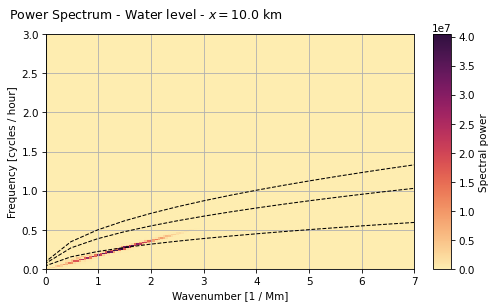 Power Spectrum - Water level - x = 10.0 km
1e7
3.0
2.5
2.0
1.5
1.0
0.5
0.0
Frequency [cycles / hour]
0 1 2 3 4 5 6 7
Wavenumber [1 / Mm]
4.0
3.5
3.0
2.5
2.0
1.5
1.0
0.5
0.0
Spectral power